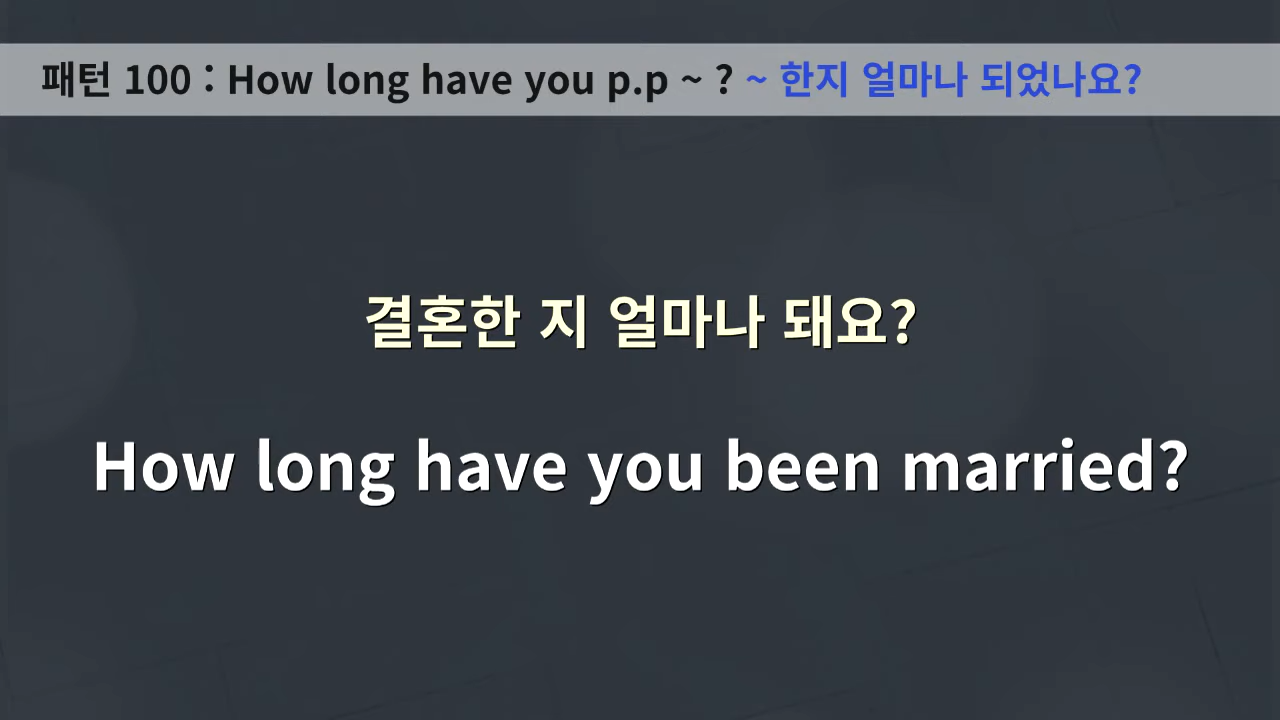 패턴 100 : How long have you p.p ~ ? ~ 한지 얼마나 되었나요?
결혼한 지 얼마나 돼요?
How long have you been married?